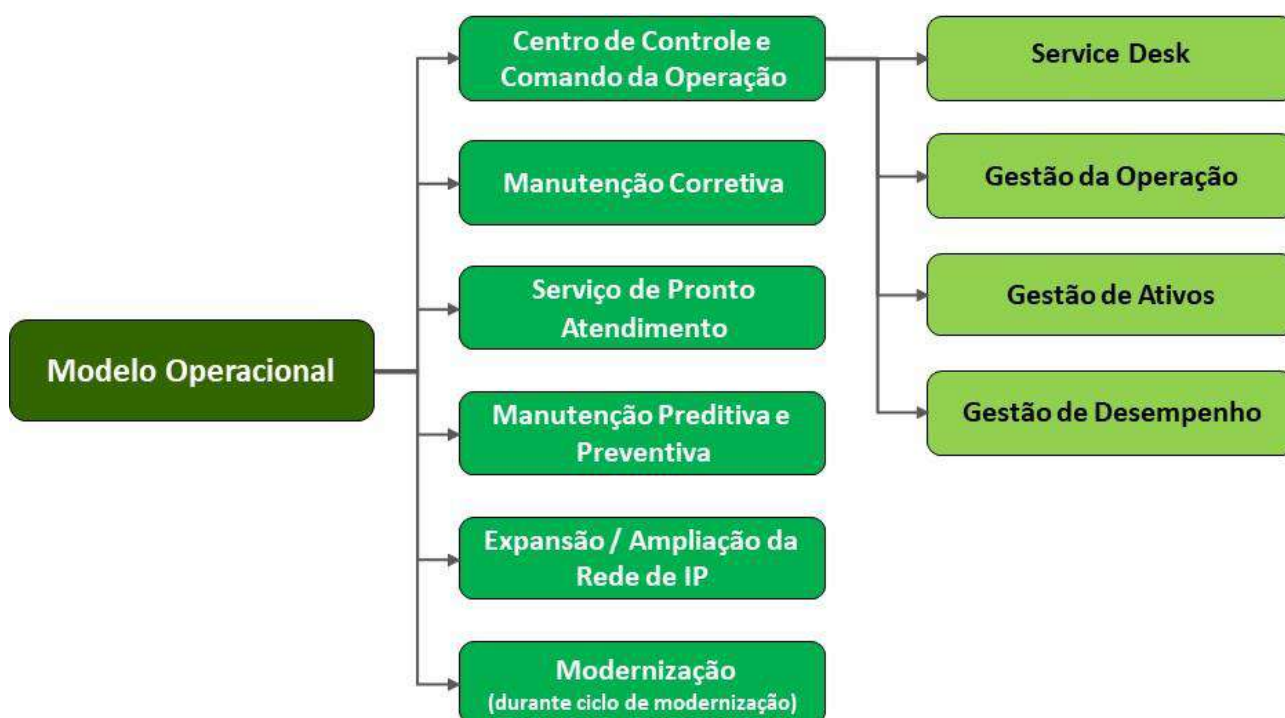 Modelo Operacional
Centro de Controle e
Comando da Operação
Manutenção Corretiva
Serviço de Pronto
Atendimento
Manutenção Preditiva e
Preventiva
Expansão / Ampliação da
Rede de IP
Modernização
(durante ciclo de modernização)
Service Desk
Gestão da Operação
Gestão de Ativos
Gestão de Desempenho